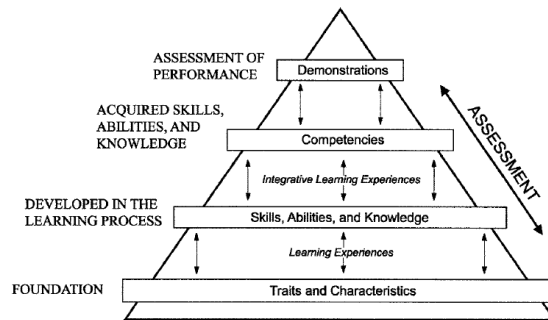 ASSESSMENT OF
PERFORMANCE
Demonstrations
ACQUIRED SKILLS,
ABILITIES, AND
KNOWLEDGE
Competencies
ASSESSMENT
Integrative Learning Experiences
DEVELOPED IN THE
LEARNING PROCESS
Skills, Abilities, and Knowledge
Learning Experiences
FOUNDATION
Traits and Characteristics